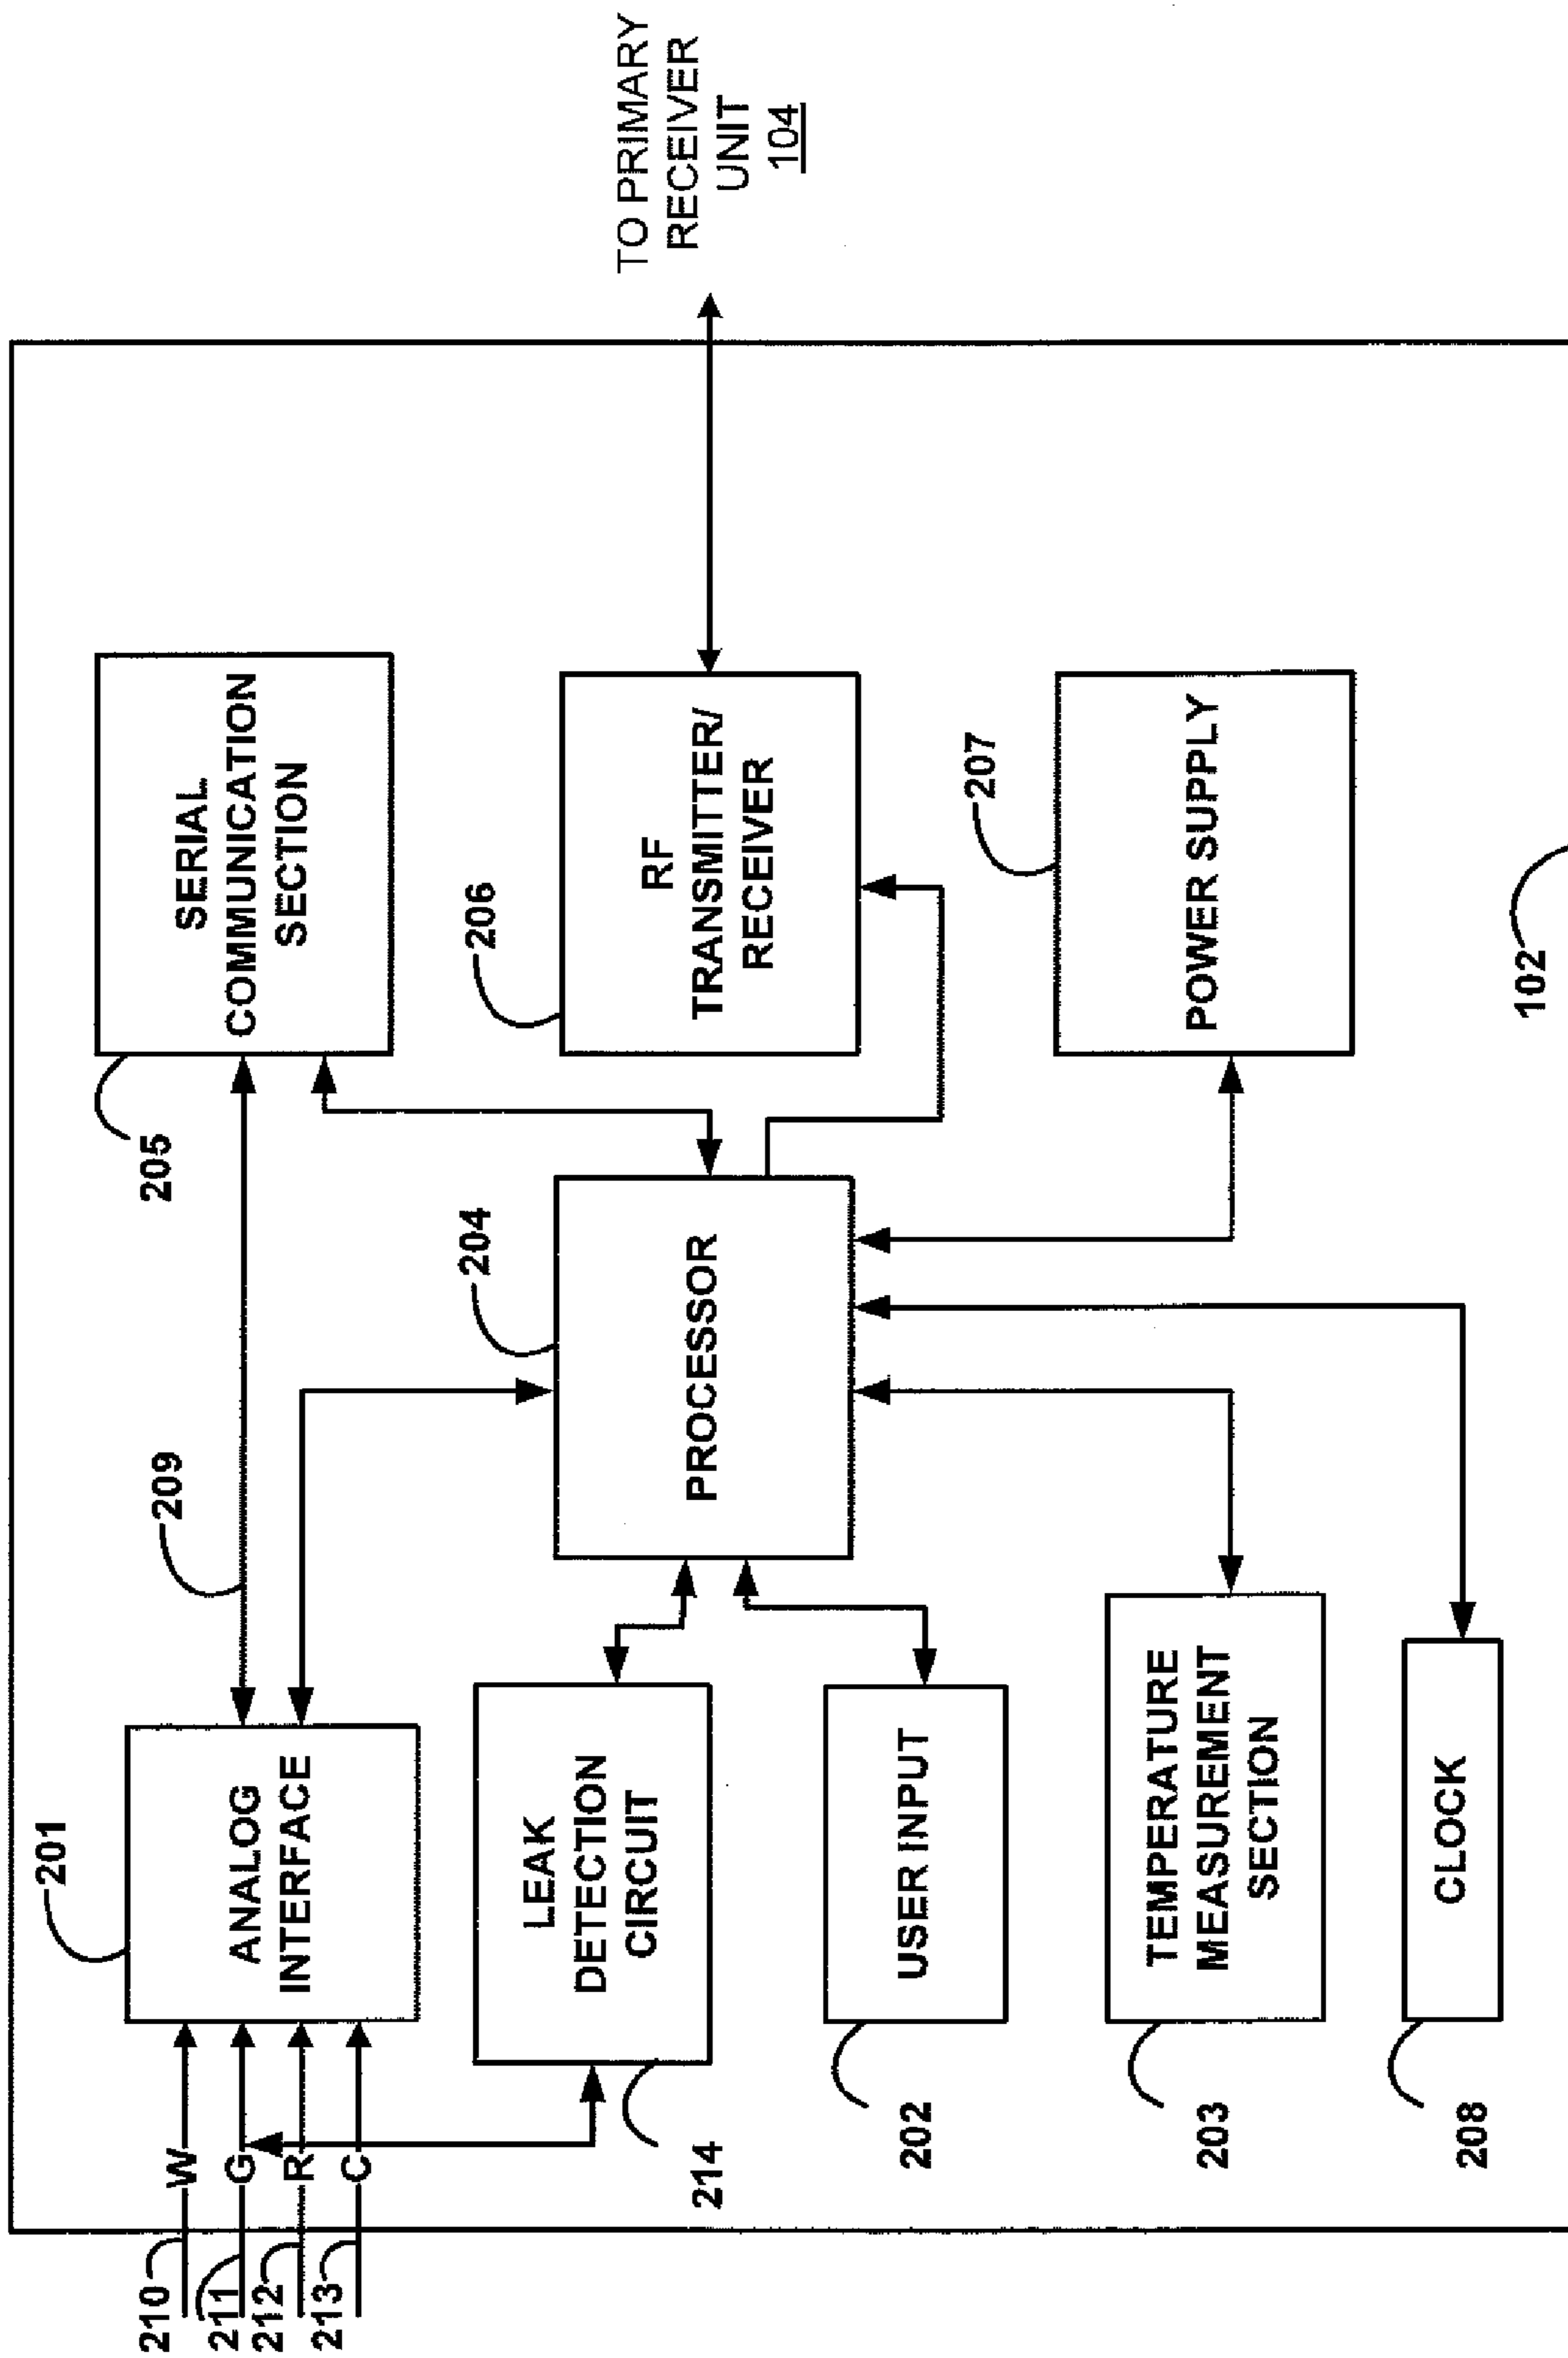 210
W
211
G
212
R
213
C
201
ANALOG
INTERFACE
209
205
SERIAL
COMMUNICATION
SECTION
214
LEAK
DETECTION
CIRCUIT
204
PROCESSOR
206
RF
TRANSMITTER/
RECEIVER
TO PRIMARY
RECEIVER
UNIT
104
202
USER INPUT
207
POWER SUPPLY
203
TEMPERATURE
MEASUREMENT
SECTION
208
CLOCK
102